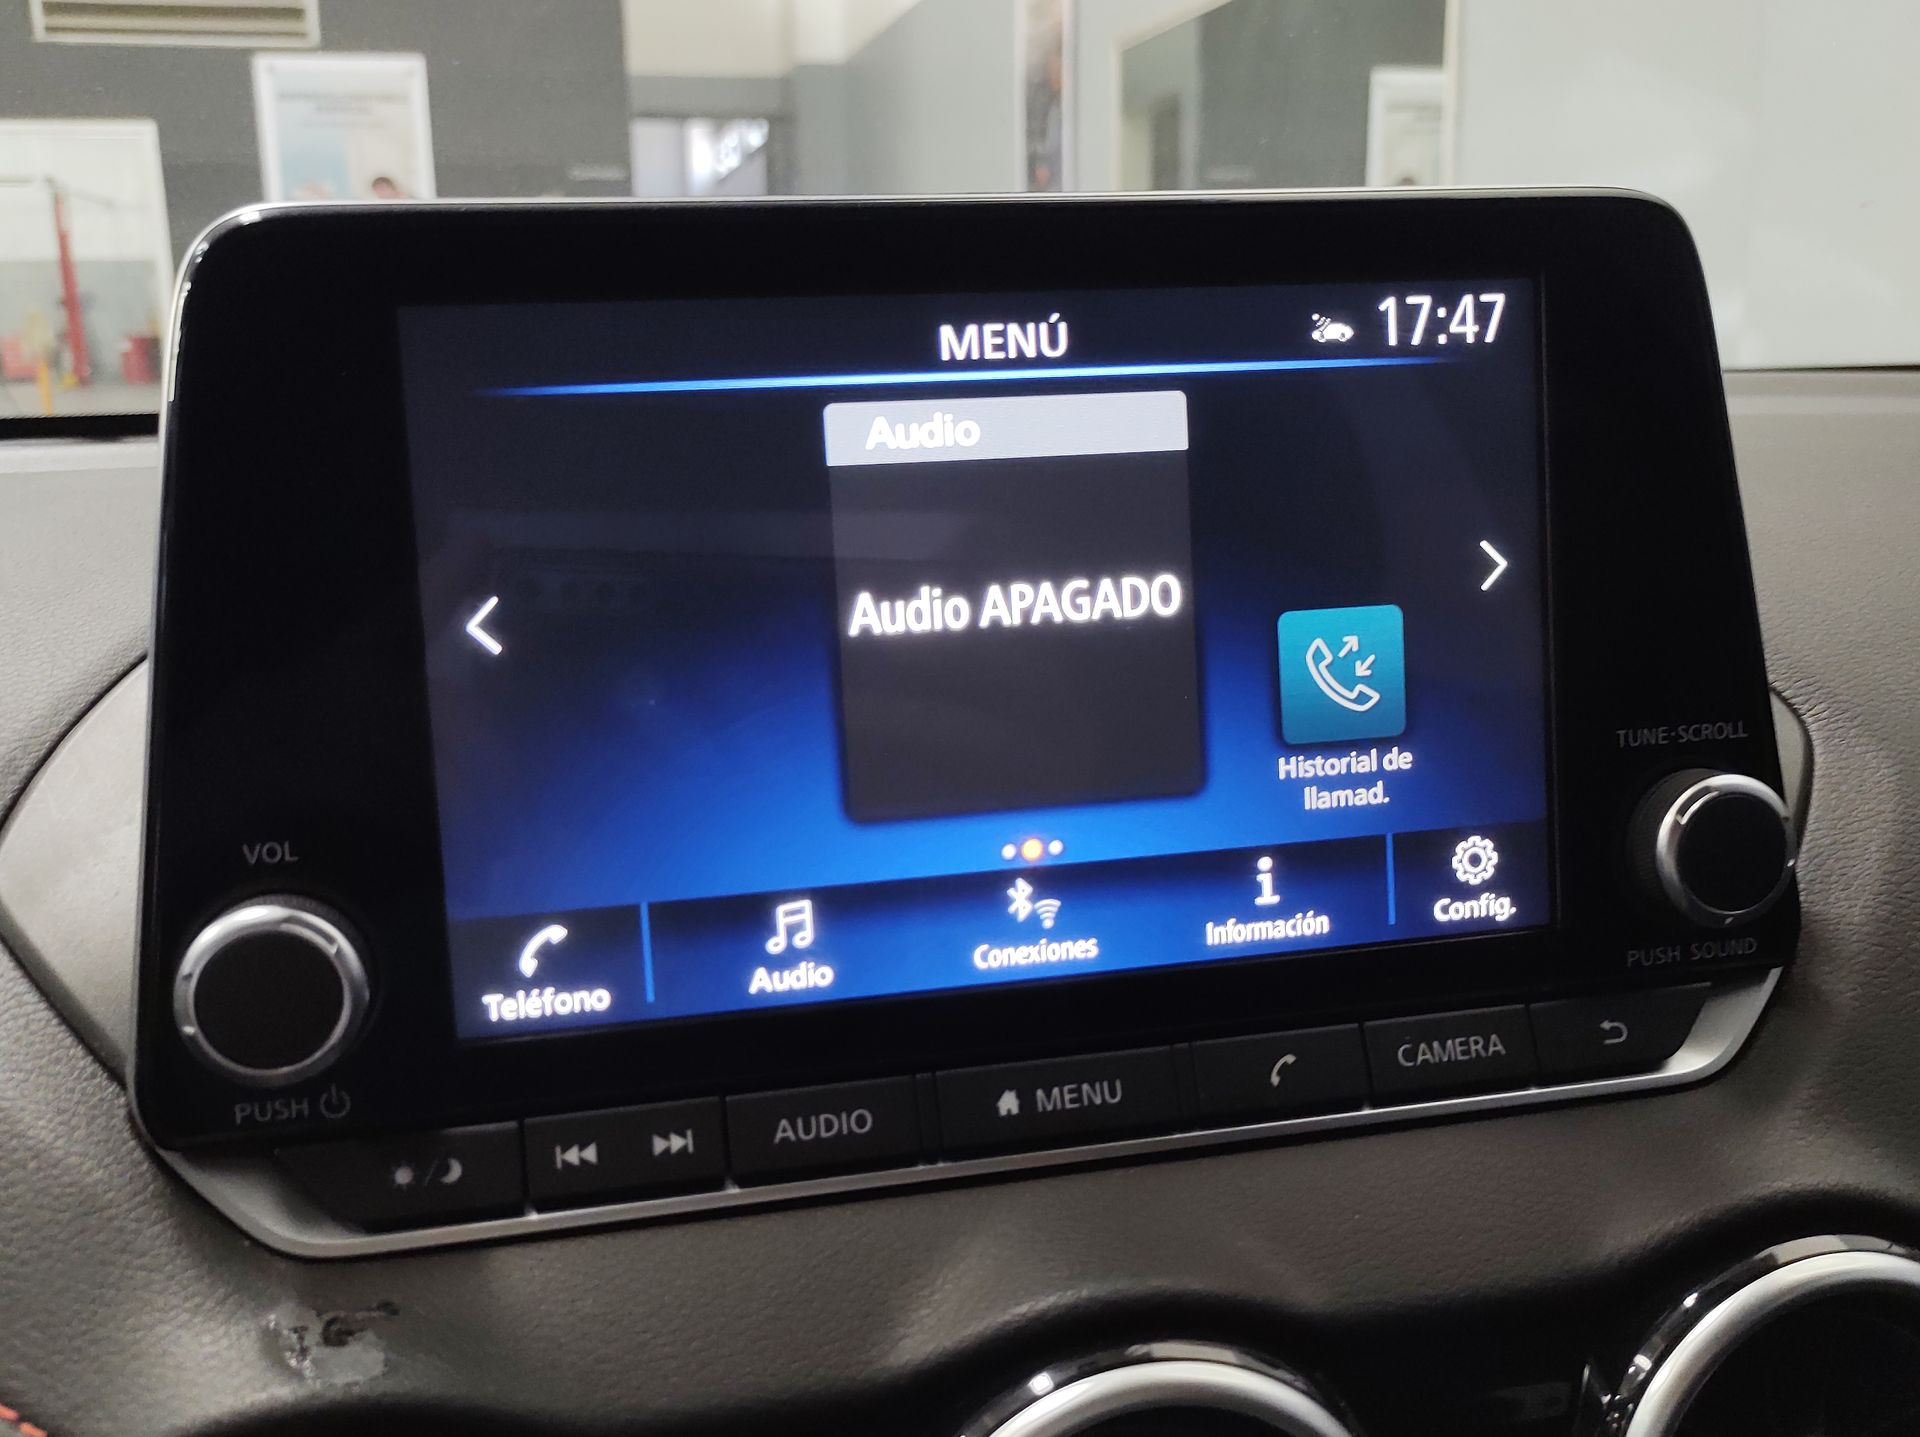 MENÚ
17:47
Audio
Audio APAGADO
Historial de
llamad.
Teléfono
Audio
Conexiones
Información
Config.
VOL
PUSH
TUNE·SCROLL
PUSH SOUND
AUDIO
MENU
CAMERA